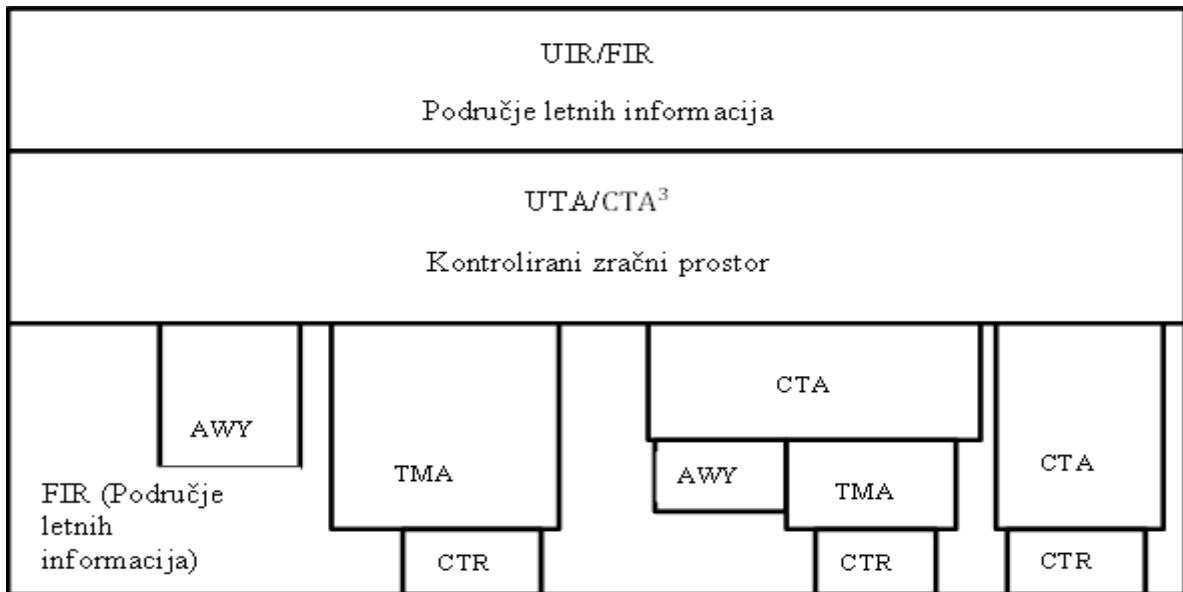 UIR/FIR
Područje letnih informacija
UTA/CTA³
Kontrolirani zračni prostor
AWY
TMA
CTR
FIR (Područje
letnih
informacija)
CTA
AWY
TMA
CTR
CTA
CTR